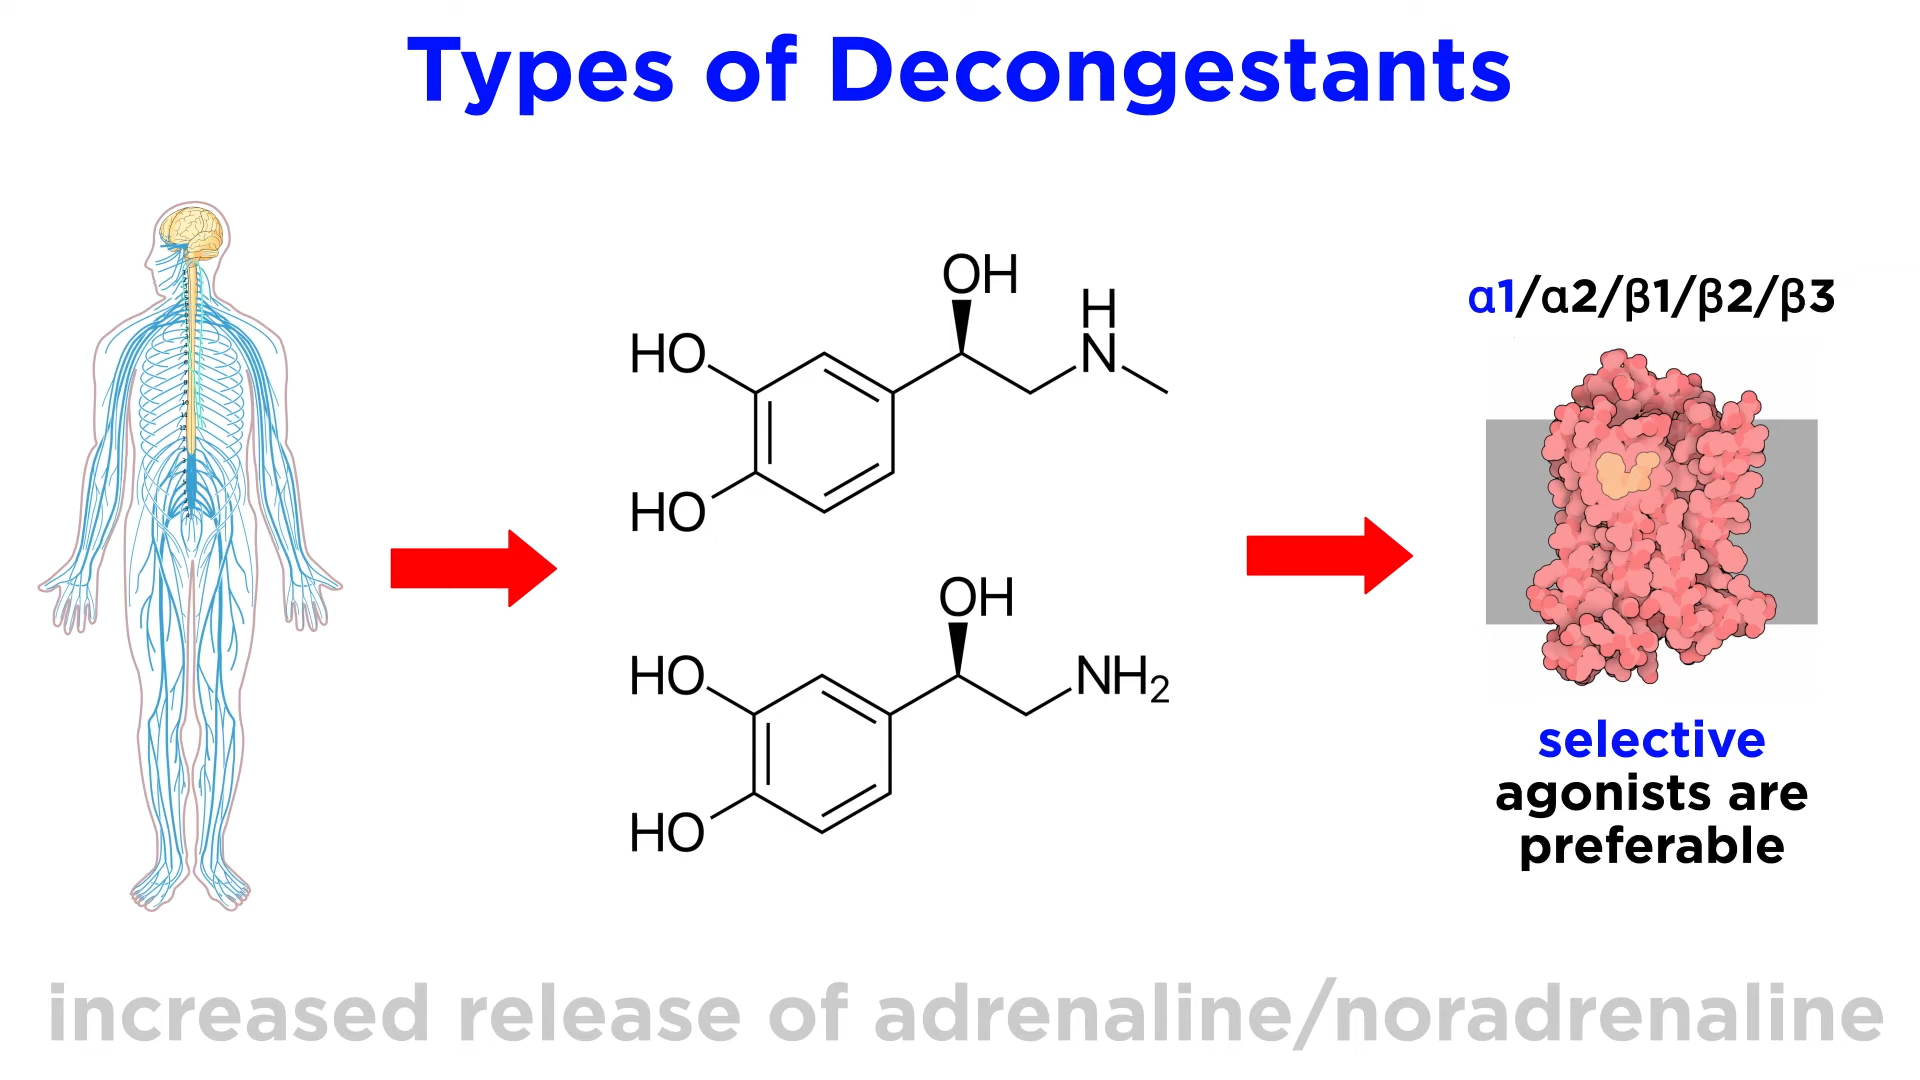 Types of Decongestants
OH
H
N
HO
HO
OH
NH₂
HO
HO
α1/α2/β1/β2/β3
selective
agonists are
preferable
increased release of adrenaline/noradrenaline